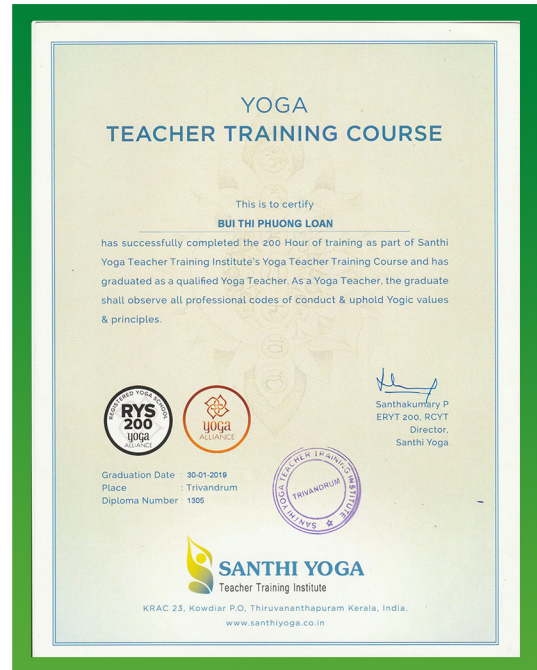 YOGA
TEACHER TRAINING COURSE
This is to certify
BUI THI PHUONG LOAN
has successfully completed the 200 Hour of training as part of Santhi
Yoga Teacher Training Institute's Yoga Teacher Training Course and has
graduated as a qualified Yoga Teacher. As a Yoga Teacher, the graduate
shall observe all professional codes of conduct & uphold Yogic values
& principles.
REGISTERED YOGA SCHOOL
RYS
200
yoga
ALLIANCE
yoga
ALLIANCE
Santhakumary P
ERYT 200, RCYT
Director,
Santhi Yoga
Graduation Date : 30-01-2019
Place : Trivandrum
Diploma Number : 1305
SANTHI YOGA TEACHER TRAINING INSTITUTE
TRIVANDRUM
SANTHI YOGA
Teacher Training Institute
KRAC 23, Kowdiar P.O, Thiruvananthapuram Kerala, India.
www.santhiyoga.co.in